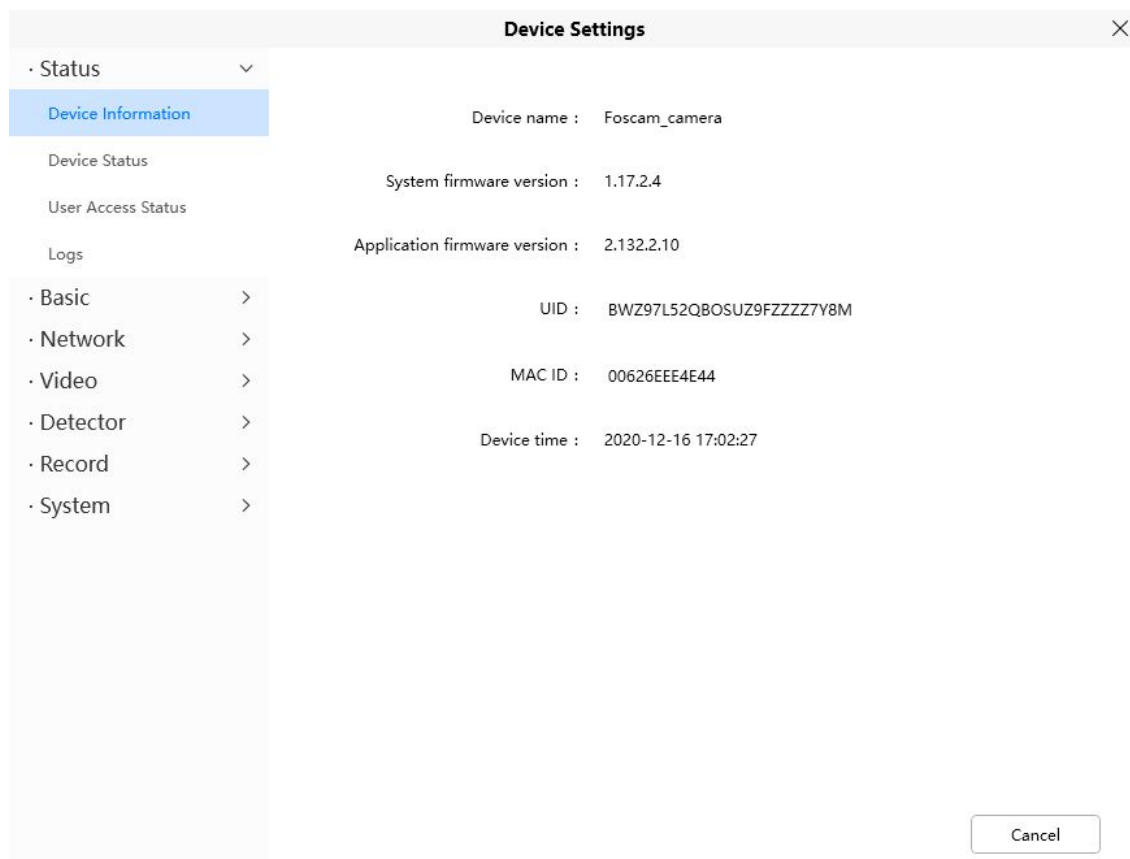 Device Settings
· Status
Device Information
Device Status
User Access Status
Logs
· Basic
· Network
· Video
· Detector
· Record
· System
Device name : Foscam_camera
System firmware version : 1.17.2.4
Application firmware version : 2.132.2.10
UID : BWZ97L52QBOSUZ9FZZZZ7Y8M
MAC ID : 00626EEE4E44
Device time : 2020-12-16 17:02:27
Cancel